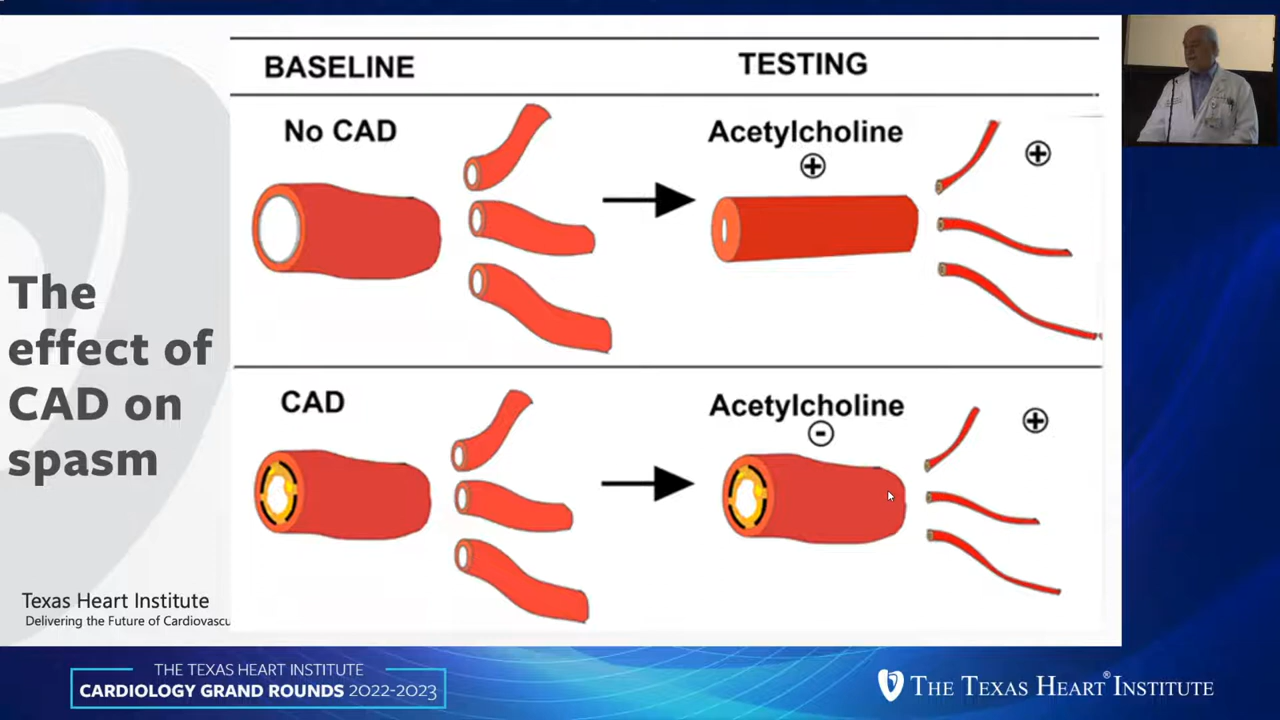 BASELINE
TESTING
No CAD
Acetylcholine
+
+
The
effect of
CAD on
spasm
CAD
Acetylcholine
-
+
Texas Heart Institute
Delivering the Future of Cardiovascu
THE TEXAS HEART INSTITUTE
CARDIOLOGY GRAND ROUNDS 2022-2023
THE TEXAS HEART® INSTITUTE